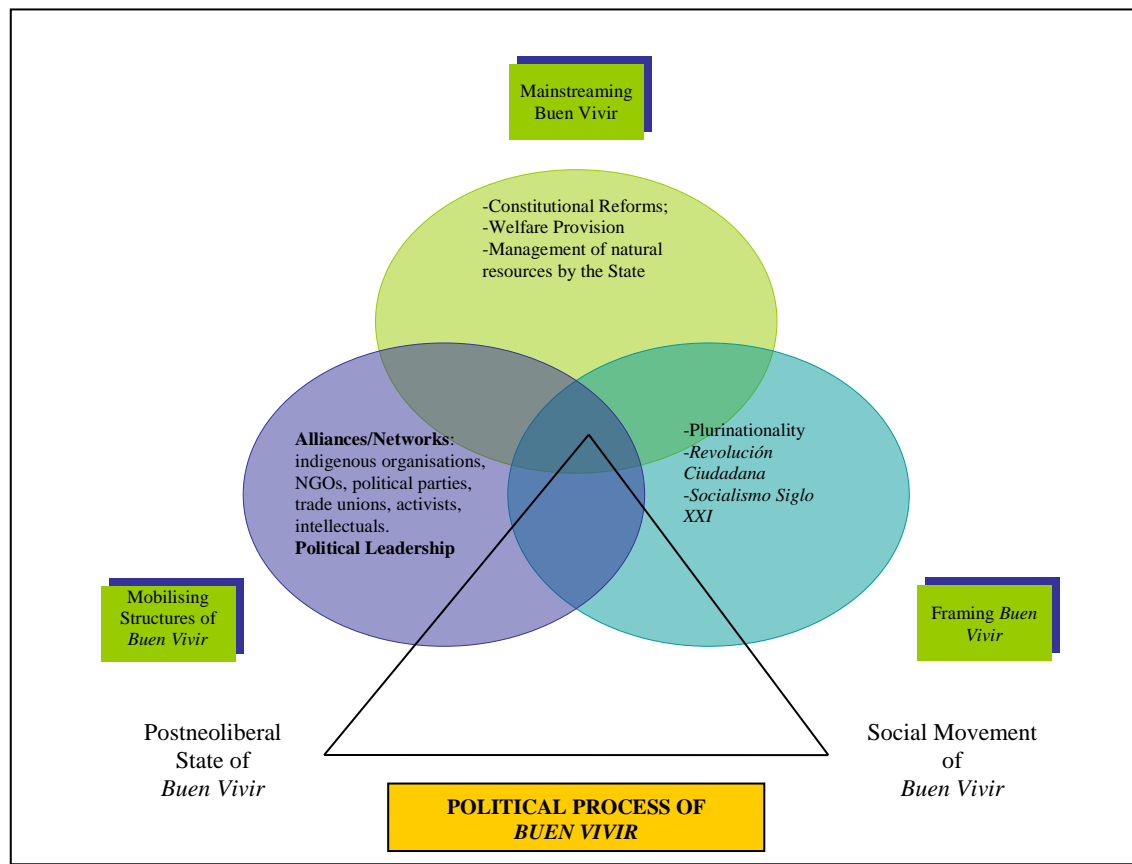 Mainstreaming
Buen Vivir
-Constitutional Reforms;
-Welfare Provision
-Management of natural
resources by the State
Alliances/Networks:
indigenous organisations,
NGOs, political parties,
trade unions, activists,
intellectuals.
Political Leadership
-Plurinationality
-Revolución
Ciudadana
-Socialismo Siglo
XXI
Mobilising
Structures of
Buen Vivir
Framing Buen
Vivir
Postneoliberal
State of
Buen Vivir
Social Movement
of
Buen Vivir
POLITICAL PROCESS OF
BUEN VIVIR